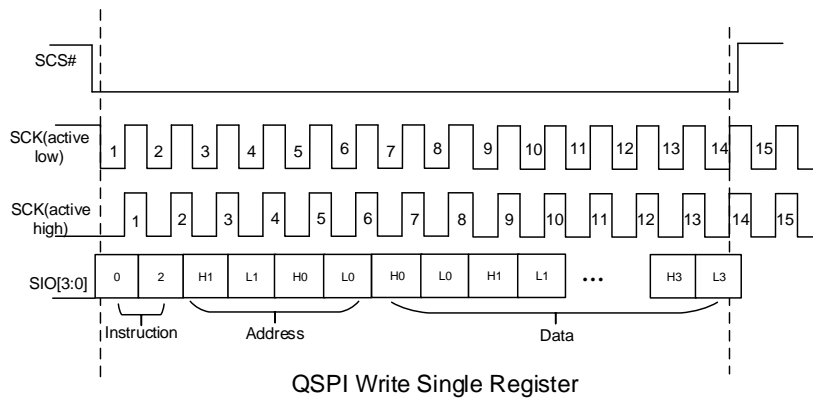 SCS#
SCK(active
low)
1 2 3 4 5 6 7 8 9 10 11 12 13 14 15
SCK(active
high)
1 2 3 4 5 6 7 8 9 10 11 12 13 14 15
SIO[3:0]
0 2 H1 L1 H0 L0 H0 L0 H1 L1 ... H3 L3
Instruction Address Data
QSPI Write Single Register